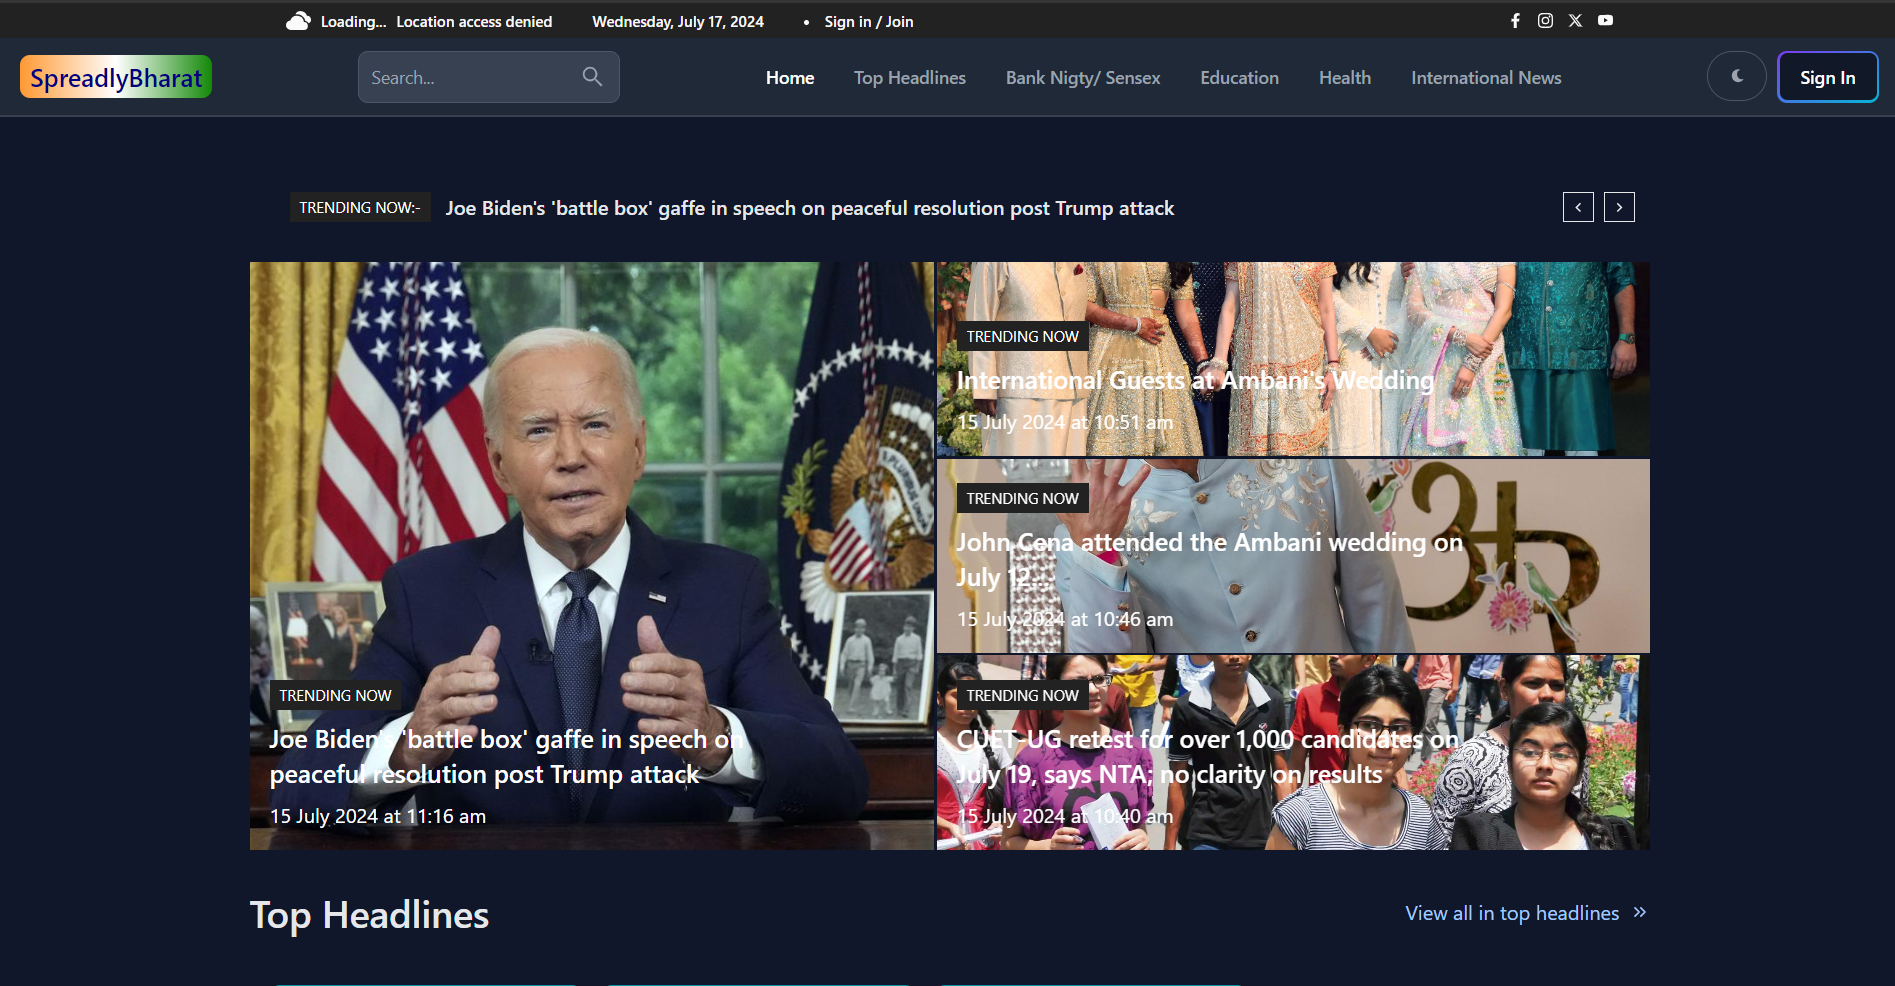 Loading... Location access denied Wednesday, July 17, 2024 • Sign in / Join
SpreadlyBharat
Search...
Home Top Headlines Bank Nigty/ Sensex Education Health International News
Sign In
TRENDING NOW:- Joe Biden's 'battle box' gaffe in speech on peaceful resolution post Trump attack
TRENDING NOW
Joe Biden's 'battle box' gaffe in speech on
peaceful resolution post Trump attack
15 July 2024 at 11:16 am
TRENDING NOW
International Guests at Ambani's Wedding
15 July 2024 at 10:51 am
TRENDING NOW
John Cena attended the Ambani wedding on
July 12...
15 July 2024 at 10:46 am
TRENDING NOW
CUET-UG retest for over 1,000 candidates on
July 19, says NTA; no clarity on results
15 July 2024 at 10:40 am
Top Headlines
View all in top headlines